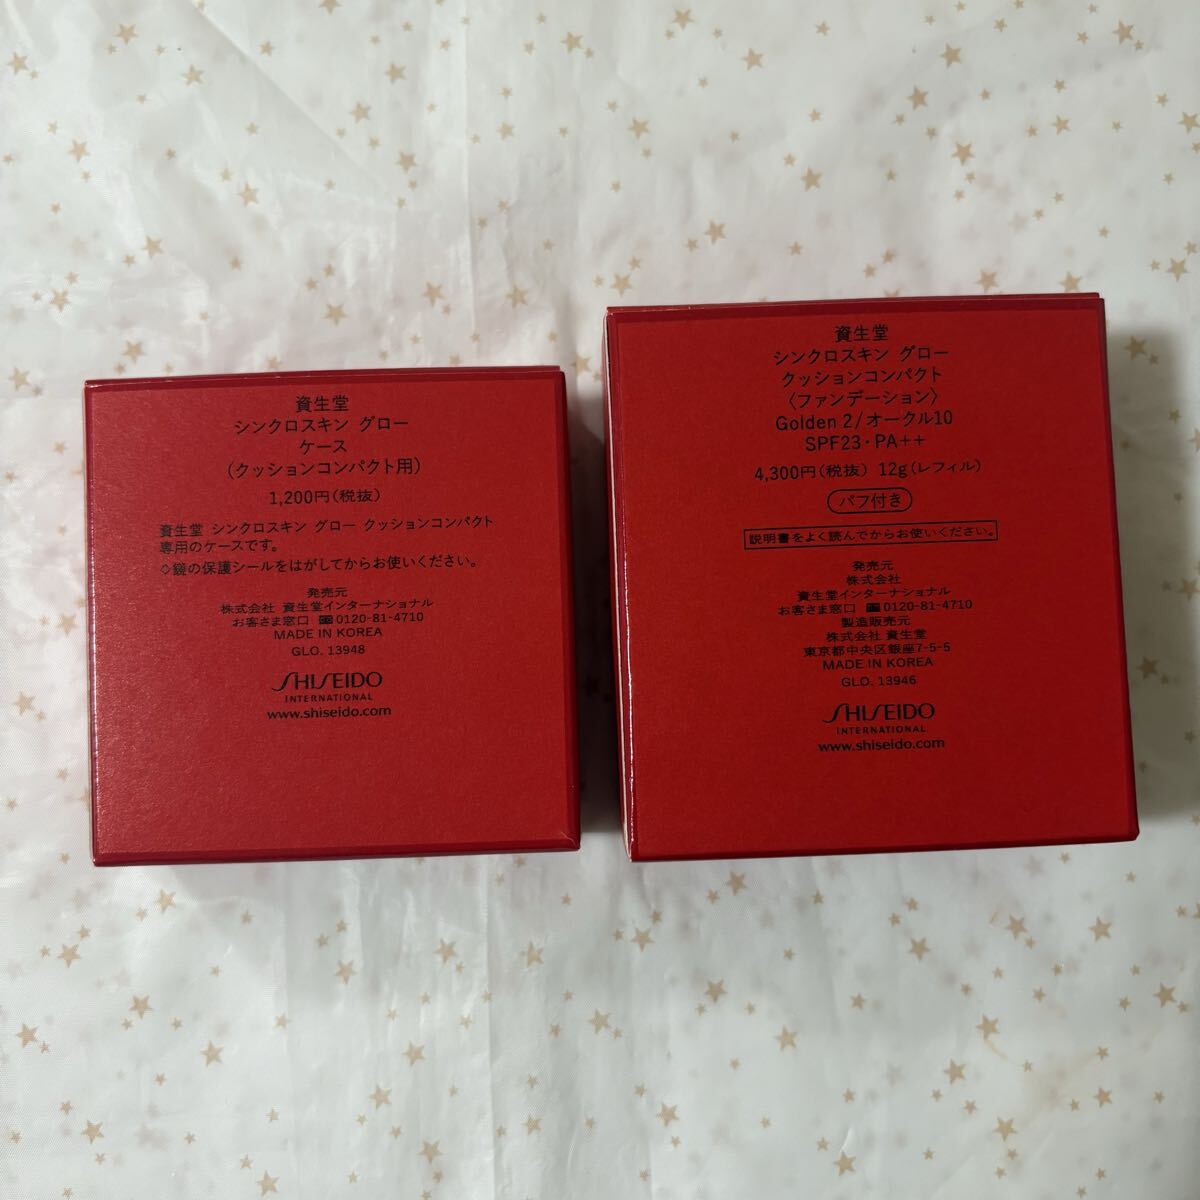 資生堂
シンクロスキン グロー
ケース
（クッションコンパクト用）
1,200円（税抜）
資生堂 シンクロスキン グロー クッションコンパクト
専用のケースです。
◇鏡の保護シールをはがしてからお使いください。
発売元
株式会社 資生堂インターナショナル
お客さま窓口 0120-81-4710
MADE IN KOREA
GLO. 13948
SHISEIDO
INTERNATIONAL
www.shiseido.com
資生堂
シンクロスキン グロー
クッションコンパクト
〈ファンデーション〉
Golden 2/オークル10
SPF23・PA++
4,300円（税抜） 12g（レフィル）
パフ付き
説明書をよく読んでからお使いください。
発売元
株式会社
資生堂インターナショナル
お客さま窓口 0120-81-4710
製造販売元
株式会社 資生堂
東京都中央区銀座7-5-5
MADE IN KOREA
GLO. 13946
SHISEIDO
INTERNATIONAL
www.shiseido.com